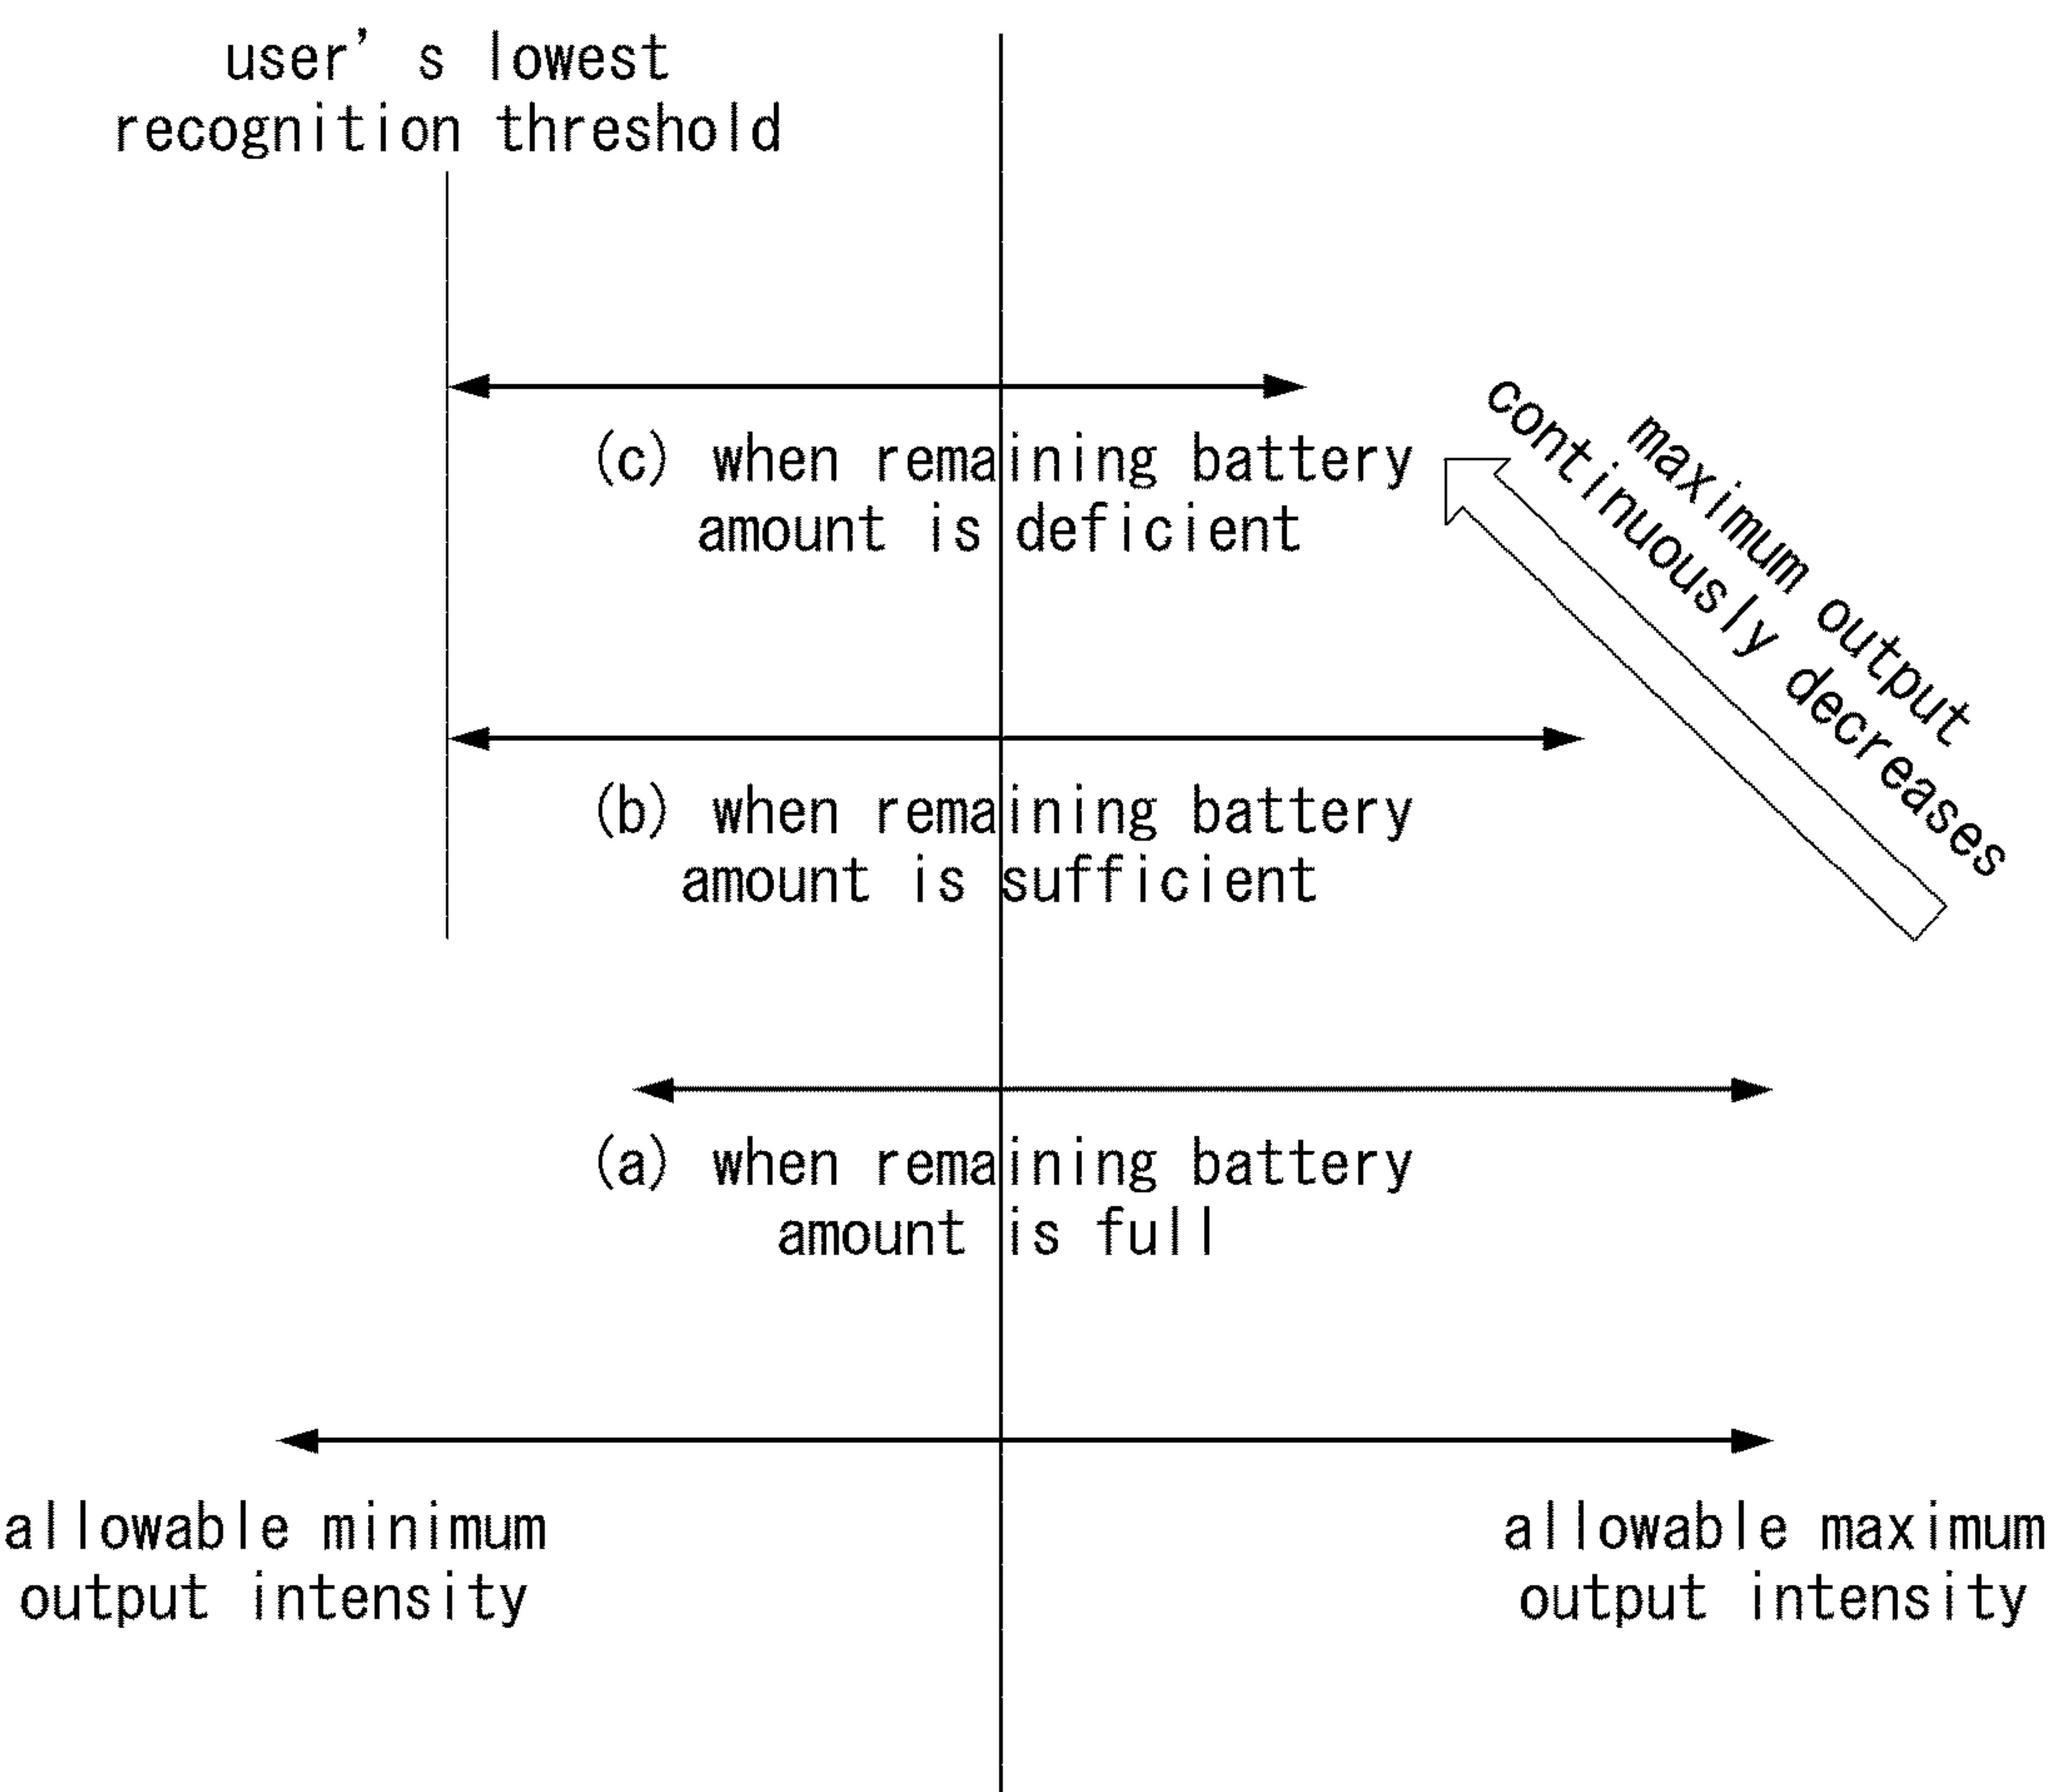 user's lowest
recognition threshold
(c) when remaining battery
amount is deficient
maximum output
continuously decreases
(b) when remaining battery
amount is sufficient
(a) when remaining battery
amount is full
allowable minimum
output intensity
allowable maximum
output intensity